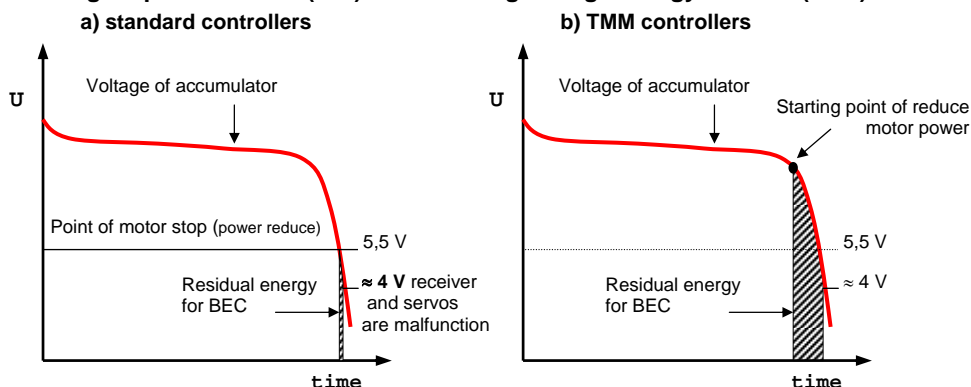 a) standard controllers
b) TMM controllers
U
Voltage of accumulator
Point of motor stop (power reduce)
5,5 V
Residual energy
for BEC
≈ 4 V receiver
and servos
are malfunction
time
U
Voltage of accumulator
Starting point of reduce
motor power
5,5 V
Residual energy
for BEC
≈ 4 V
time